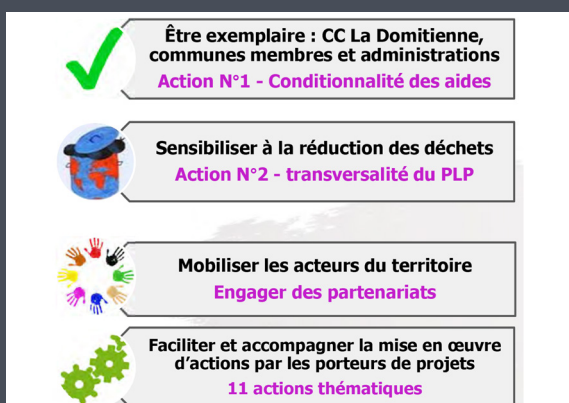 Être exemplaire : CC La Domitienne,
communes membres et administrations
Action N°1 - Conditionnalité des aides
Sensibiliser à la réduction des déchets
Action N°2 - transversalité du PLP
Mobiliser les acteurs du territoire
Engager des partenariats
Faciliter et accompagner la mise en œuvre
d'actions par les porteurs de projets
11 actions thématiques